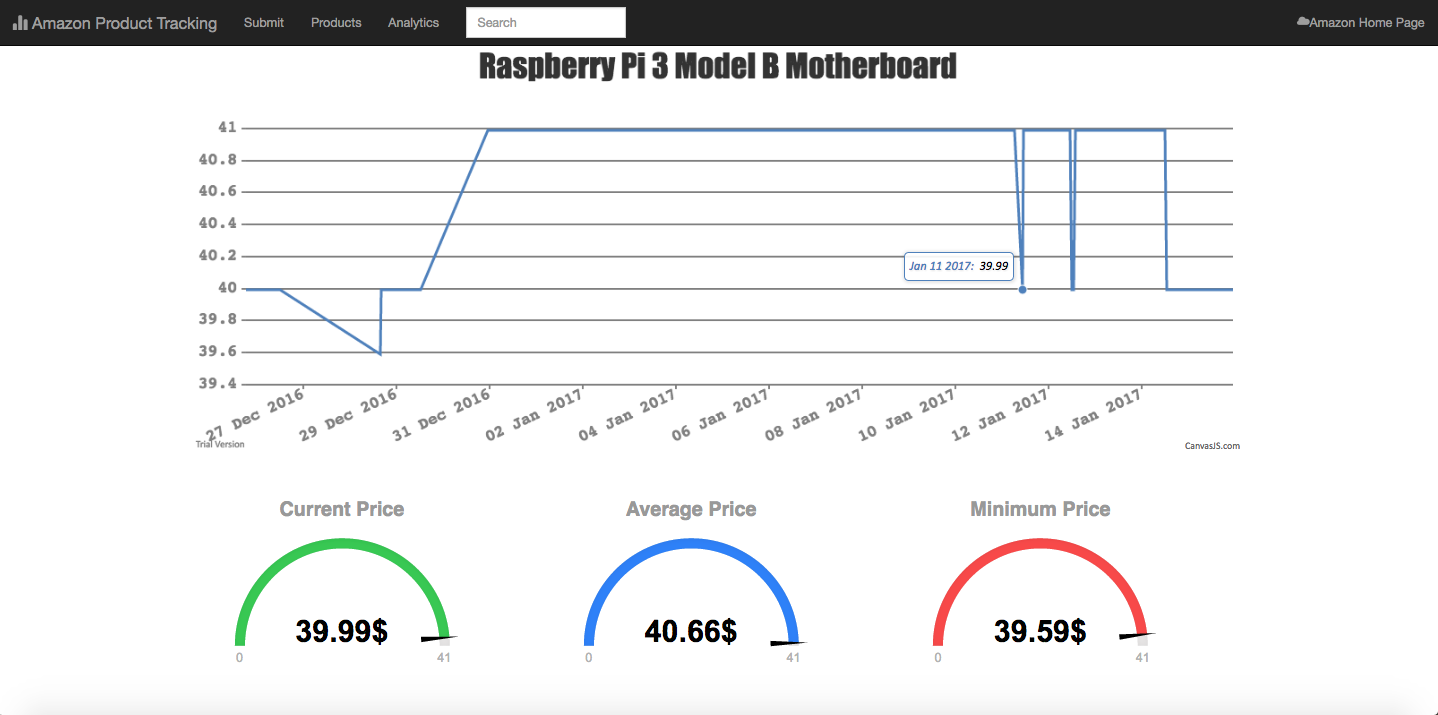 Amazon Product Tracking Submit Products Analytics Search Amazon Home Page
Raspberry Pi 3 Model B Motherboard
41
40.8
40.6
40.4
40.2
Jan 11 2017: 39.99
40
39.8
39.6
39.4
27 Dec 2016 29 Dec 2016 31 Dec 2016 02 Jan 2017 04 Jan 2017 06 Jan 2017 08 Jan 2017 10 Jan 2017 12 Jan 2017 14 Jan 2017
Trial Version CanvasJS.com
Current Price Average Price Minimum Price
39.99$ 40.66$ 39.59$
0 41 0 41 0 41